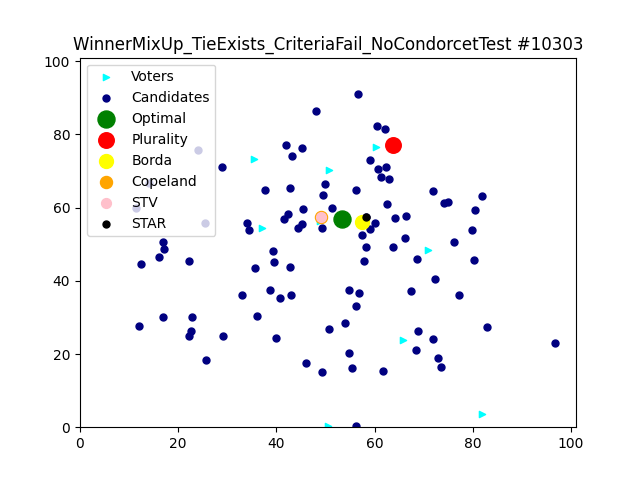 WinnerMixUp_TieExists_CriteriaFail_NoCondorcetTest #10303
100
80
60
40
20
0
Voters
Candidates
Optimal
Plurality
Borda
Copeland
STV
STAR
0 20 40 60 80 100